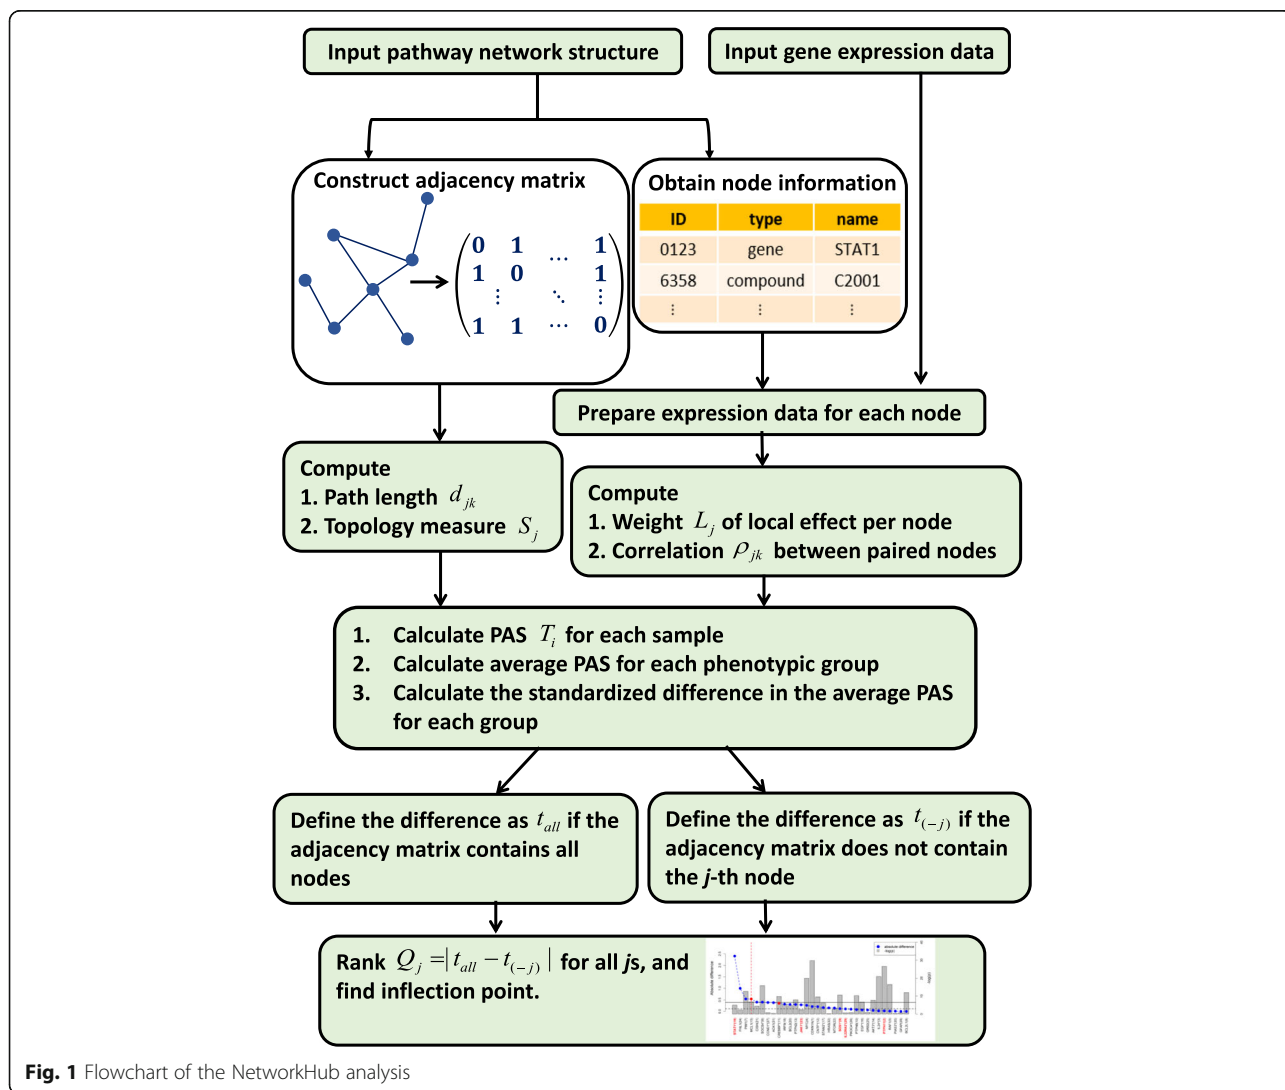 Input pathway network structure
Input gene expression data
Construct adjacency matrix
0 1 ... 1
1 0 1
⋮ ⋱ ⋮
1 1 ... 0
Obtain node information
ID type name
0123 gene STAT1
6358 compound C2001
⋮ ⋮ ⋮
Prepare expression data for each node
Compute
1. Path length d_jk
2. Topology measure S_j
Compute
1. Weight L_j of local effect per node
2. Correlation ρ_jk between paired nodes
1. Calculate PAS T_i for each sample
2. Calculate average PAS for each phenotypic group
3. Calculate the standardized difference in the average PAS
for each group
Define the difference as t_all if the
adjacency matrix contains all
nodes
Define the difference as t_(-j) if the
adjacency matrix does not contain
the j-th node
Rank Q_j = | t_all − t_(−j) | for all js, and
find inflection point.
Absolute difference
Fig. 1 Flowchart of the NetworkHub analysis